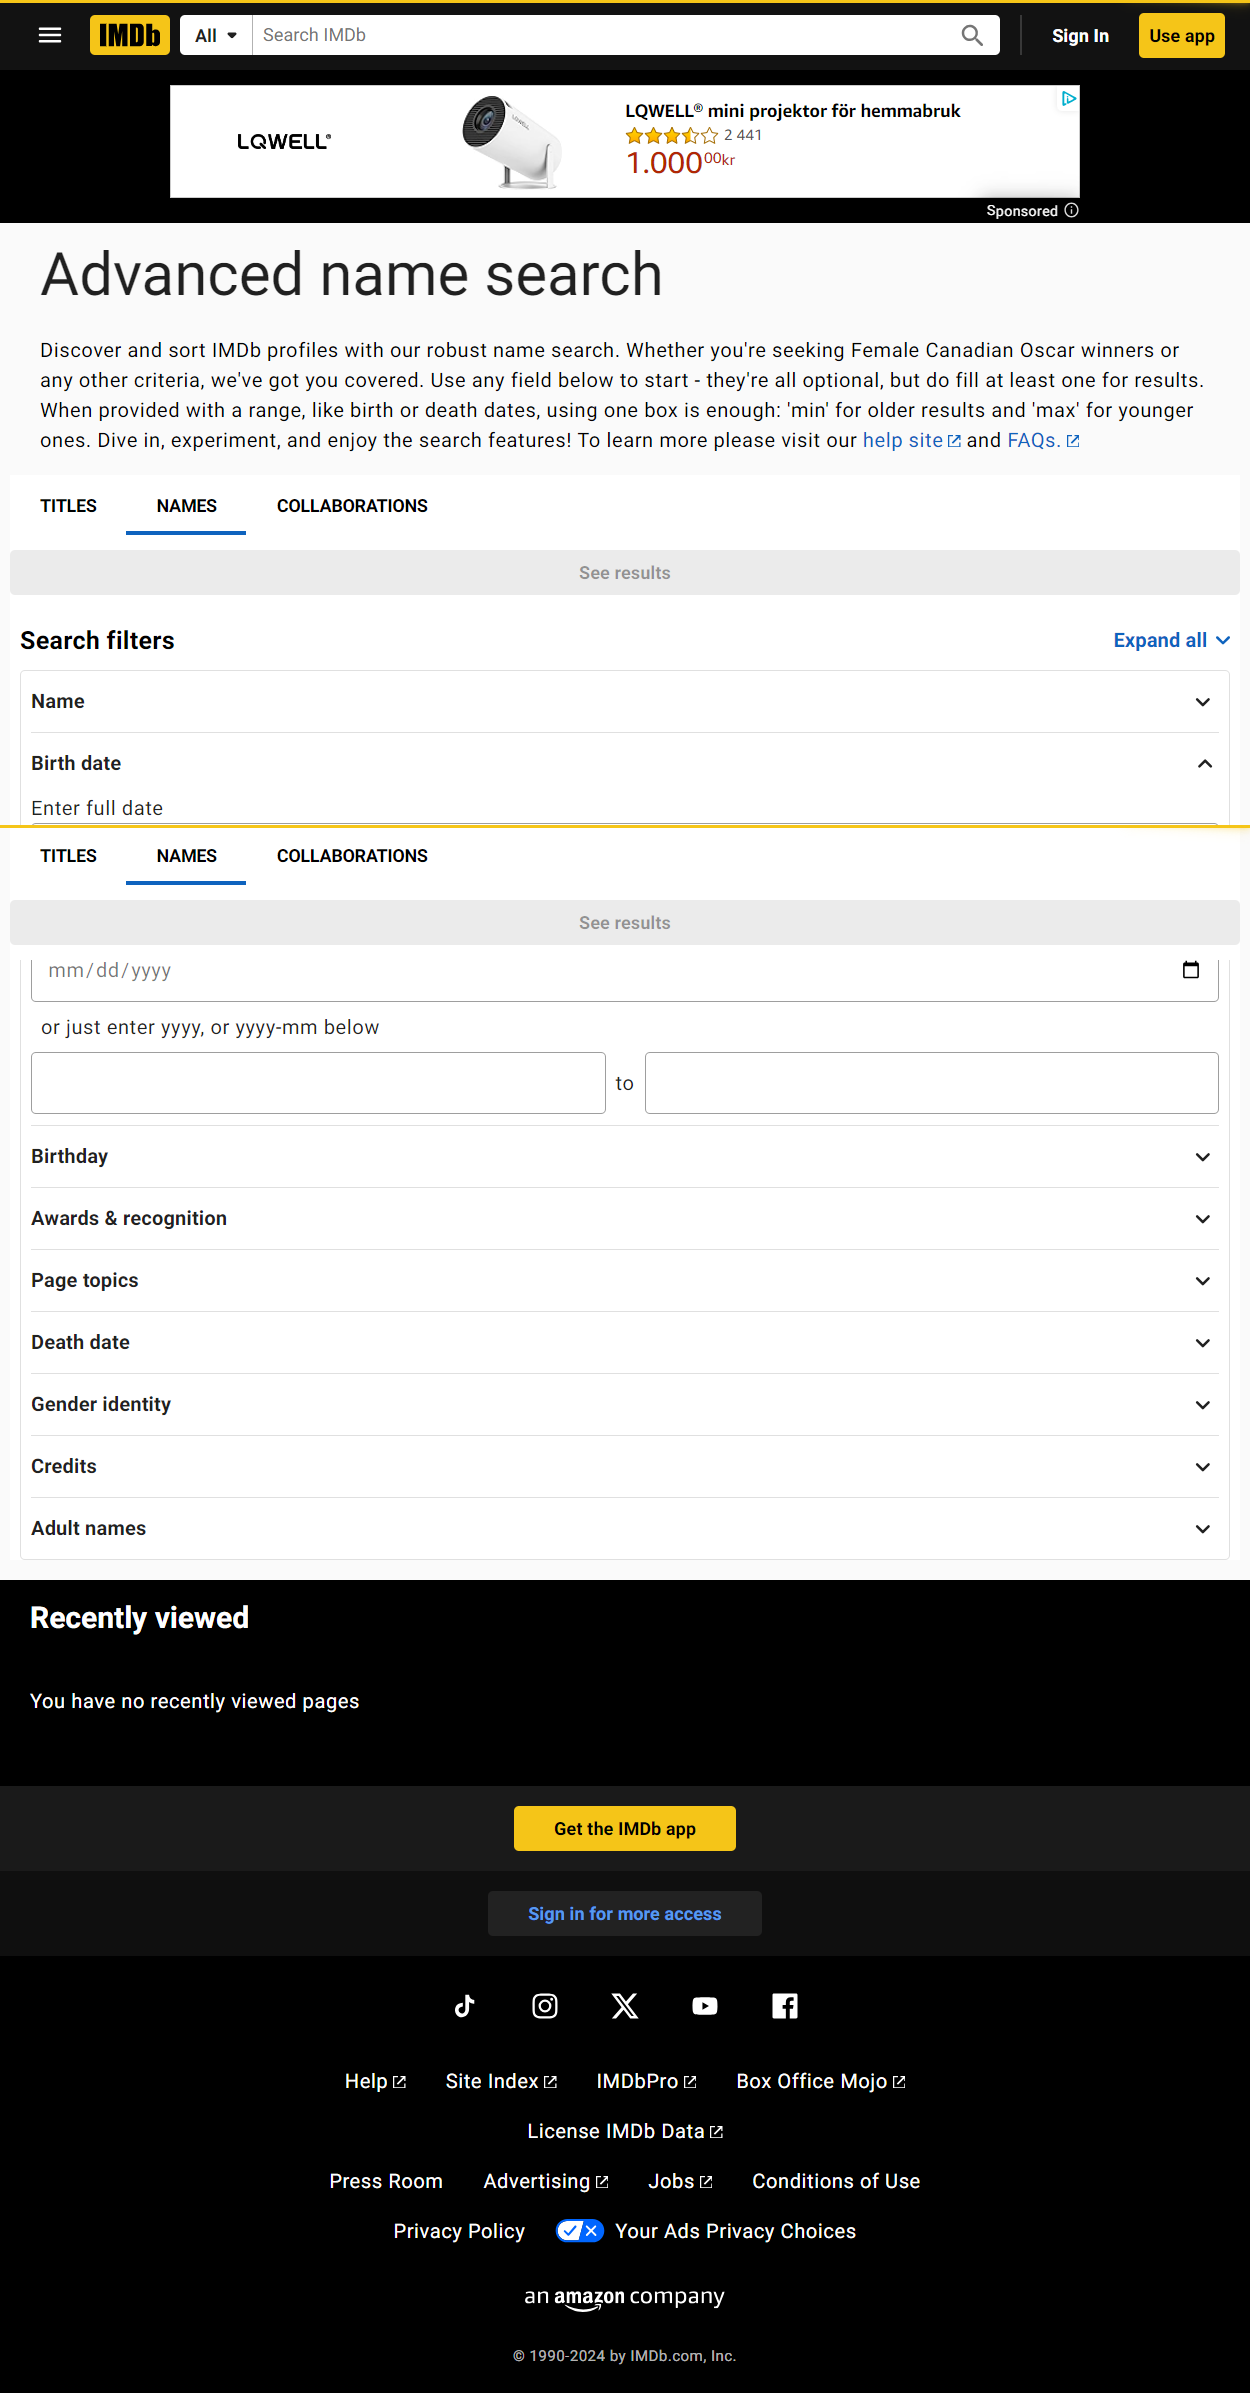 IMDb All Search IMDb Sign In Use app
LQWELL® LQWELL LQWELL® mini projektor för hemmabruk
2 441
1.000 00kr
Sponsored
Advanced name search
Discover and sort IMDb profiles with our robust name search. Whether you're seeking Female Canadian Oscar winners or
any other criteria, we've got you covered. Use any field below to start - they're all optional, but do fill at least one for results.
When provided with a range, like birth or death dates, using one box is enough: 'min' for older results and 'max' for younger
ones. Dive in, experiment, and enjoy the search features! To learn more please visit our help site and FAQs.
TITLES NAMES COLLABORATIONS
See results
Search filters Expand all
Name
Birth date
Enter full date
TITLES NAMES COLLABORATIONS
See results
mm/dd/yyyy
or just enter yyyy, or yyyy-mm below
to
Birthday
Awards & recognition
Page topics
Death date
Gender identity
Credits
Adult names
Recently viewed
You have no recently viewed pages
Get the IMDb app
Sign in for more access
Help Site Index IMDbPro Box Office Mojo
License IMDb Data
Press Room Advertising Jobs Conditions of Use
Privacy Policy Your Ads Privacy Choices
an amazon company
© 1990-2024 by IMDb.com, Inc.